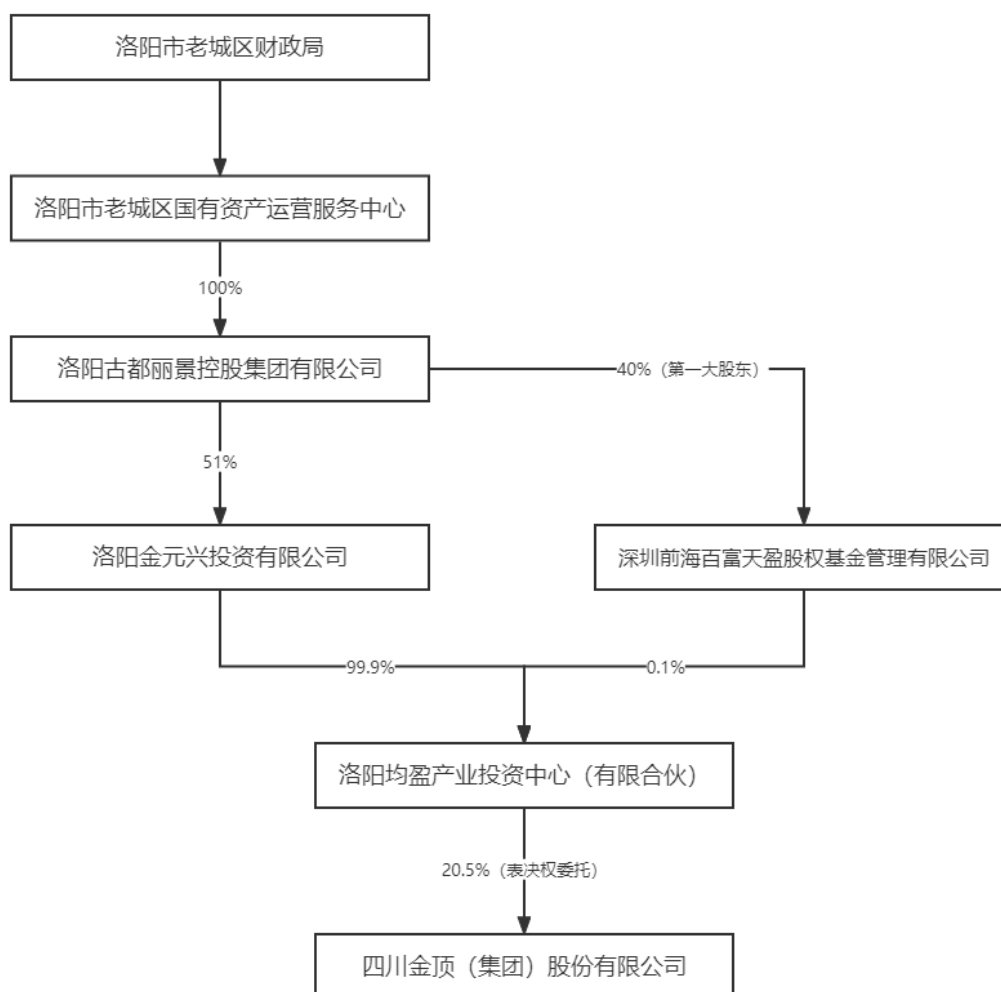 洛阳市老城区财政局
洛阳市老城区国有资产运营服务中心
100%
洛阳古都丽景控股集团有限公司
40%（第一大股东）
51%
洛阳金元兴投资有限公司
深圳前海百富天盈股权基金管理有限公司
99.9%
0.1%
洛阳均盈产业投资中心（有限合伙）
20.5%（表决权委托）
四川金顶（集团）股份有限公司